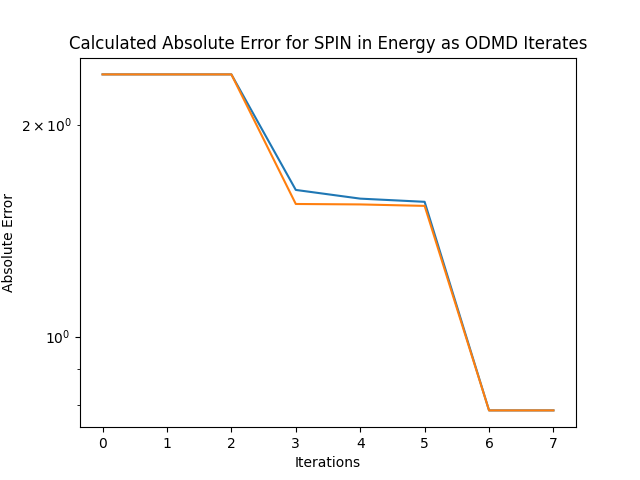 Calculated Absolute Error for SPIN in Energy as ODMD Iterates
Absolute Error
2 × 10⁰
10⁰
0 1 2 3 4 5 6 7
Iterations